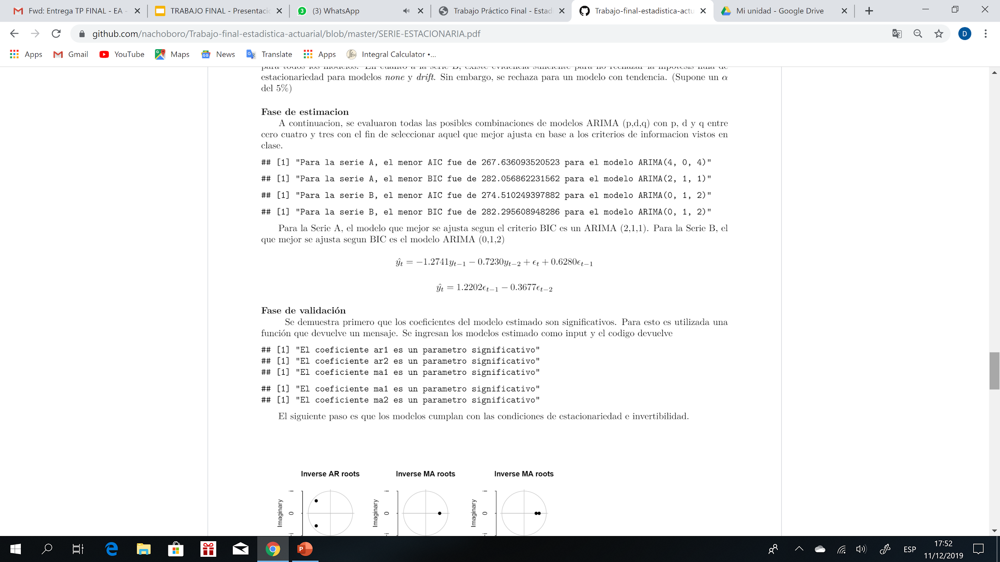 Fwd: Entrega TP FINAL - EA -
TRABAJO FINAL - Presentacio
3
(3) WhatsApp
Trabajo Práctico Final - Estadi
Trabajo-final-estadistica-actu
Mi unidad - Google Drive
github.com/nachoboro/Trabajo-final-estadistica-actuarial/blob/master/SERIE-ESTACIONARIA.pdf
D
Apps
Gmail
YouTube
Maps
News
Translate
Apps
Integral Calculator •...
para todos los modelos. En cuanto a la serie B, existe evidencia suficiente para no rechazar la hipotesis nula de
estacionariedad para modelos none y drift. Sin embargo, se rechaza para un modelo con tendencia. (Supone un α
del 5%)
Fase de estimacion
A continuacion, se evaluaron todas las posibles combinaciones de modelos ARIMA (p,d,q) con p, d y q entre
cero cuatro y tres con el fin de seleccionar aquel que mejor ajusta en base a los criterios de informacion vistos en
clase.
## [1] "Para la serie A, el menor AIC fue de 267.636093520523 para el modelo ARIMA(4, 0, 4)"
## [1] "Para la serie A, el menor BIC fue de 282.056862231562 para el modelo ARIMA(2, 1, 1)"
## [1] "Para la serie B, el menor AIC fue de 274.510249397882 para el modelo ARIMA(0, 1, 2)"
## [1] "Para la serie B, el menor BIC fue de 282.295608948286 para el modelo ARIMA(0, 1, 2)"
Para la Serie A, el modelo que mejor se ajusta segun el criterio BIC es un ARIMA (2,1,1). Para la Serie B, el
que mejor se ajusta segun BIC es el modelo ARIMA (0,1,2)
ŷₜ = −1.2741yₜ₋₁ − 0.7230yₜ₋₂ + ϵₜ + 0.6280ϵₜ₋₁
ŷₜ = 1.2202ϵₜ₋₁ − 0.3677ϵₜ₋₂
Fase de validación
Se demuestra primero que los coeficientes del modelo estimado son significativos. Para esto es utilizada una
función que devuelve un mensaje. Se ingresan los modelos estimado como input y el codigo devuelve
## [1] "El coeficiente ar1 es un parametro significativo"
## [1] "El coeficiente ar2 es un parametro significativo"
## [1] "El coeficiente ma1 es un parametro significativo"
## [1] "El coeficiente ma1 es un parametro significativo"
## [1] "El coeficiente ma2 es un parametro significativo"
El siguiente paso es que los modelos cumplan con las condiciones de estacionariedad e invertibilidad.
Inverse AR roots
Inverse MA roots
Inverse MA roots
Imaginary
-i 0 i
Imaginary
-i 0 i
Imaginary
-i 0 i
P
ESP
17:52
11/12/2019